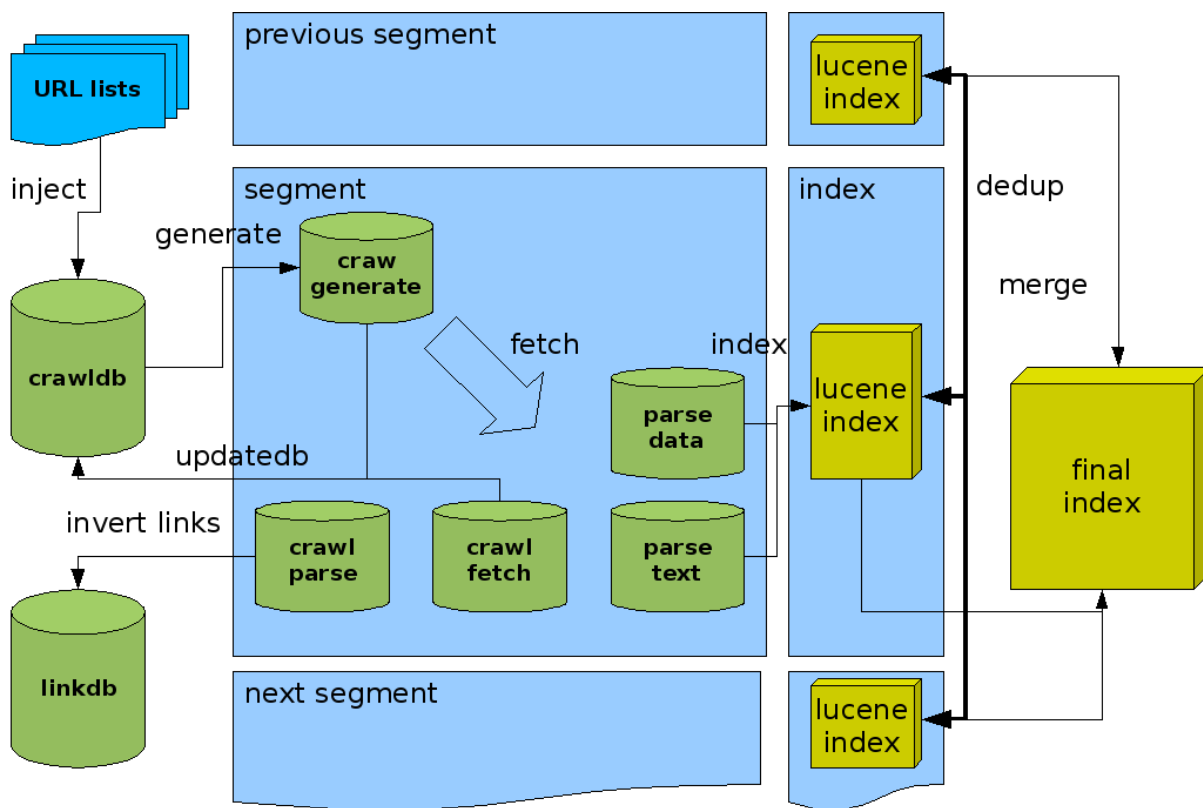 previous segment
lucene
index
URL lists
inject
segment
index
dedup
generate
craw
generate
merge
fetch
index
crawldb
parse
data
lucene
index
final
index
updatedb
invert links
crawl
parse
crawl
fetch
parse
text
linkdb
next segment
lucene
index